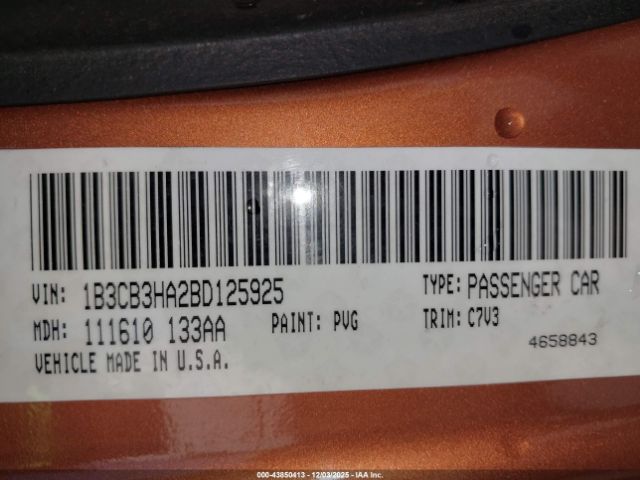 VIN: 1B3CB3HA2BD125925 TYPE: PASSENGER CAR
MDH: 111610 133AA PAINT: PVG TRIM: C7V3
VEHICLE MADE IN U.S.A. 4658843
000-43850413 - 12/03/2025 - © IAA, Inc.